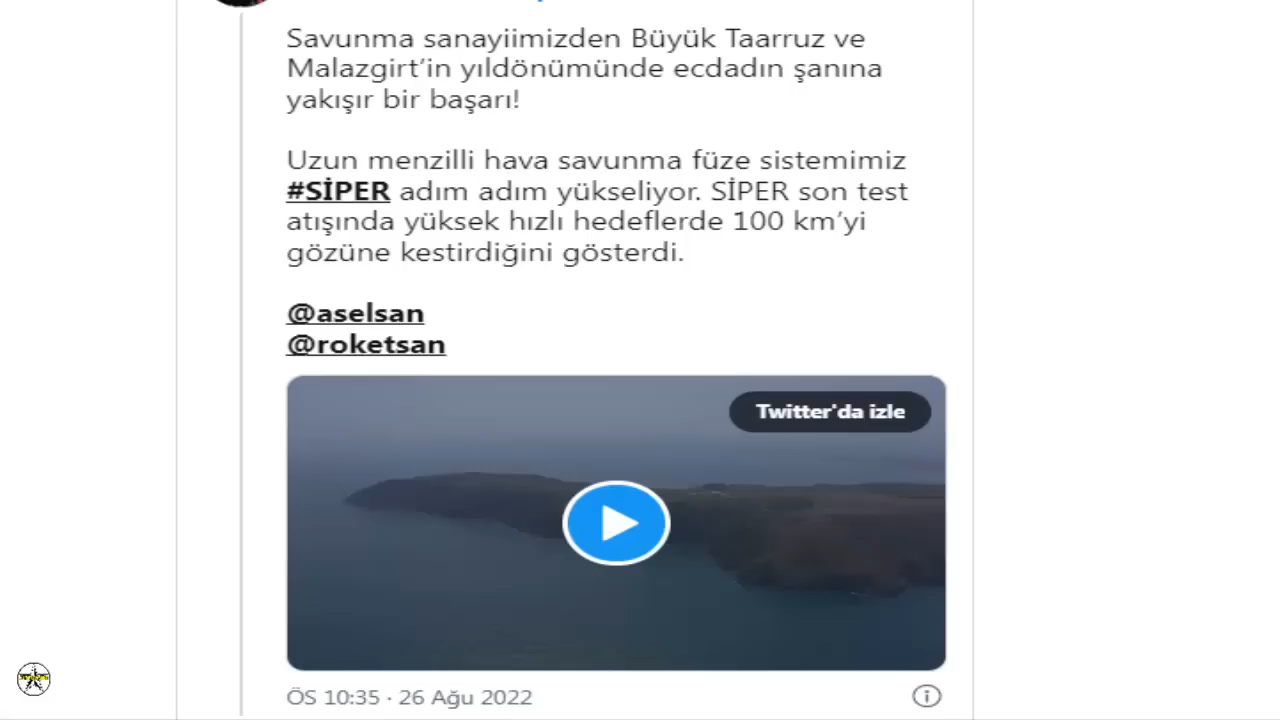 Savunma sanayiimizden Büyük Taarruz ve
Malazgirt'in yıldönümünde ecdadın şanına
yakışır bir başarı!
Uzun menzilli hava savunma füze sistemimiz
#SİPER adım adım yükseliyor. SİPER son test
atışında yüksek hızlı hedeflerde 100 km'yi
gözüne kestirdiğini gösterdi.
@aselsan
@roketsan
Twitter'da izle
ÖS 10:35 · 26 Ağu 2022